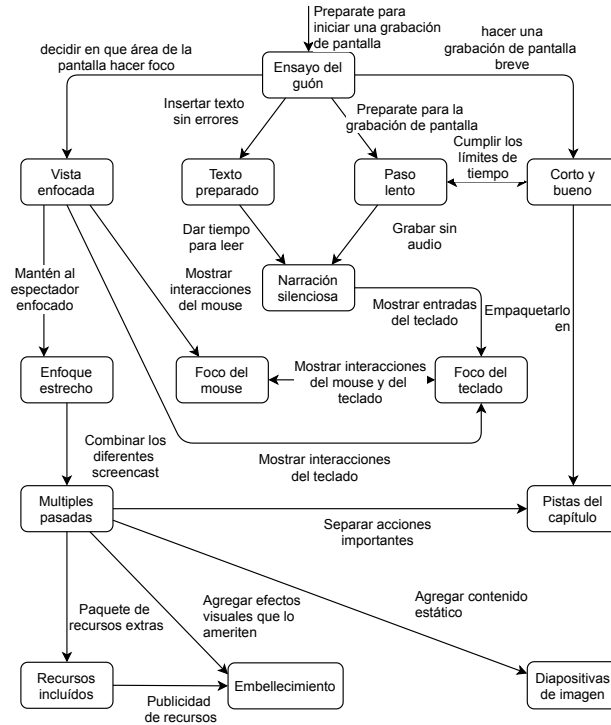 Preparate para
iniciar una grabación
de pantalla
decidir en que área de la
pantalla hacer foco
hacer una
grabación de pantalla
breve
Ensayo del
guón
Insertar texto
sin errores
Preparate para la
grabación de pantalla
Cumplir los
límites de
tiempo
Vista
enfocada
Texto
preparado
Paso
lento
Corto y
bueno
Dar tiempo
para leer
Grabar sin
audio
Mantén al
espectador
enfocado
Mostrar
interacciones
del mouse
Narración
silenciosa
Mostrar entradas
del teclado
Empaquetarlo
en
Enfoque
estrecho
Foco del
mouse
Mostrar interacciones
del mouse y del
teclado
Foco del
teclado
Combinar los
diferentes
screencast
Mostrar interacciones
del teclado
Multiples
pasadas
Separar acciones
importantes
Pistas del
capítulo
Paquete de
recursos extras
Agregar efectos
visuales que lo
ameriten
Agregar contenido
estático
Recursos
incluídos
Publicidad
de recursos
Embellecimiento
Diapositivas
de imagen